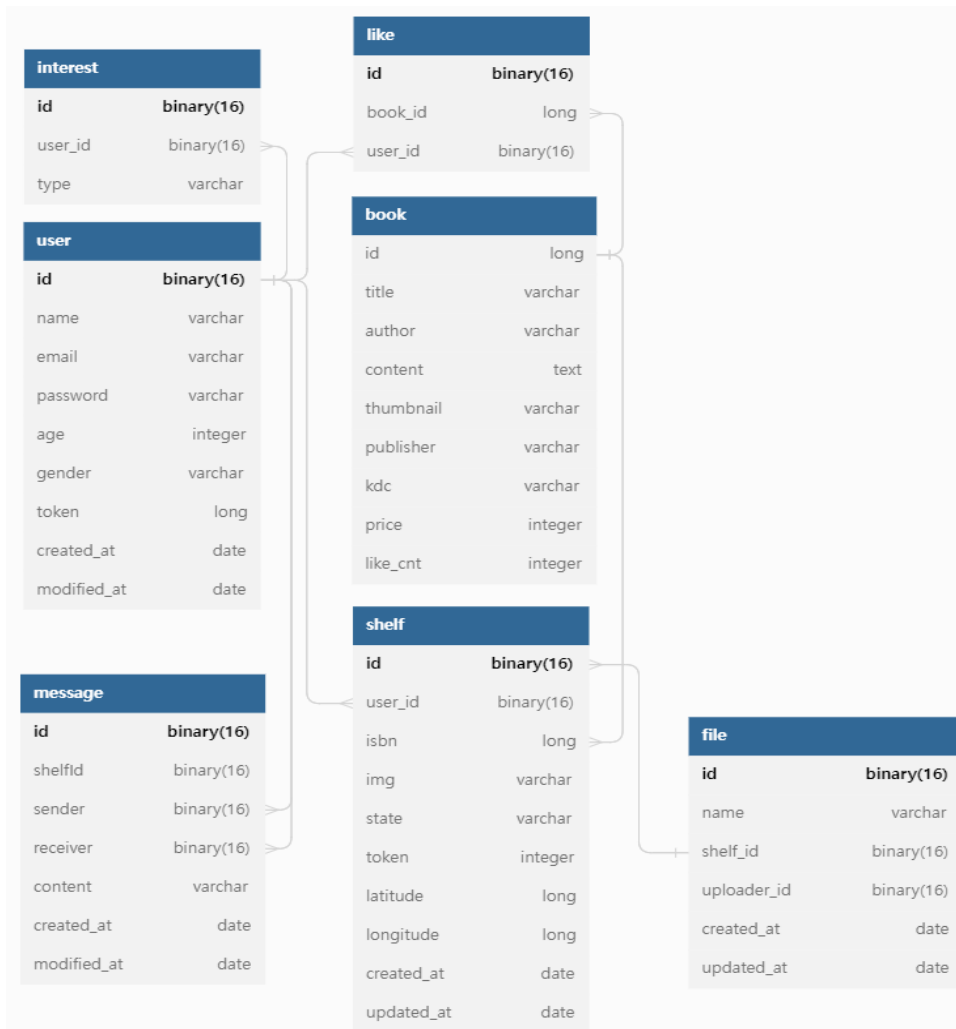 interest
id binary(16)
user_id binary(16)
type varchar
user
id binary(16)
name varchar
email varchar
password varchar
age integer
gender varchar
token long
created_at date
modified_at date
message
id binary(16)
shelfId binary(16)
sender binary(16)
receiver binary(16)
content varchar
created_at date
modified_at date
like
id binary(16)
book_id long
user_id binary(16)
book
id long
title varchar
author varchar
content text
thumbnail varchar
publisher varchar
kdc varchar
price integer
like_cnt integer
shelf
id binary(16)
user_id binary(16)
isbn long
img varchar
state varchar
token integer
latitude long
longitude long
created_at date
updated_at date
file
id binary(16)
name varchar
shelf_id binary(16)
uploader_id binary(16)
created_at date
updated_at date